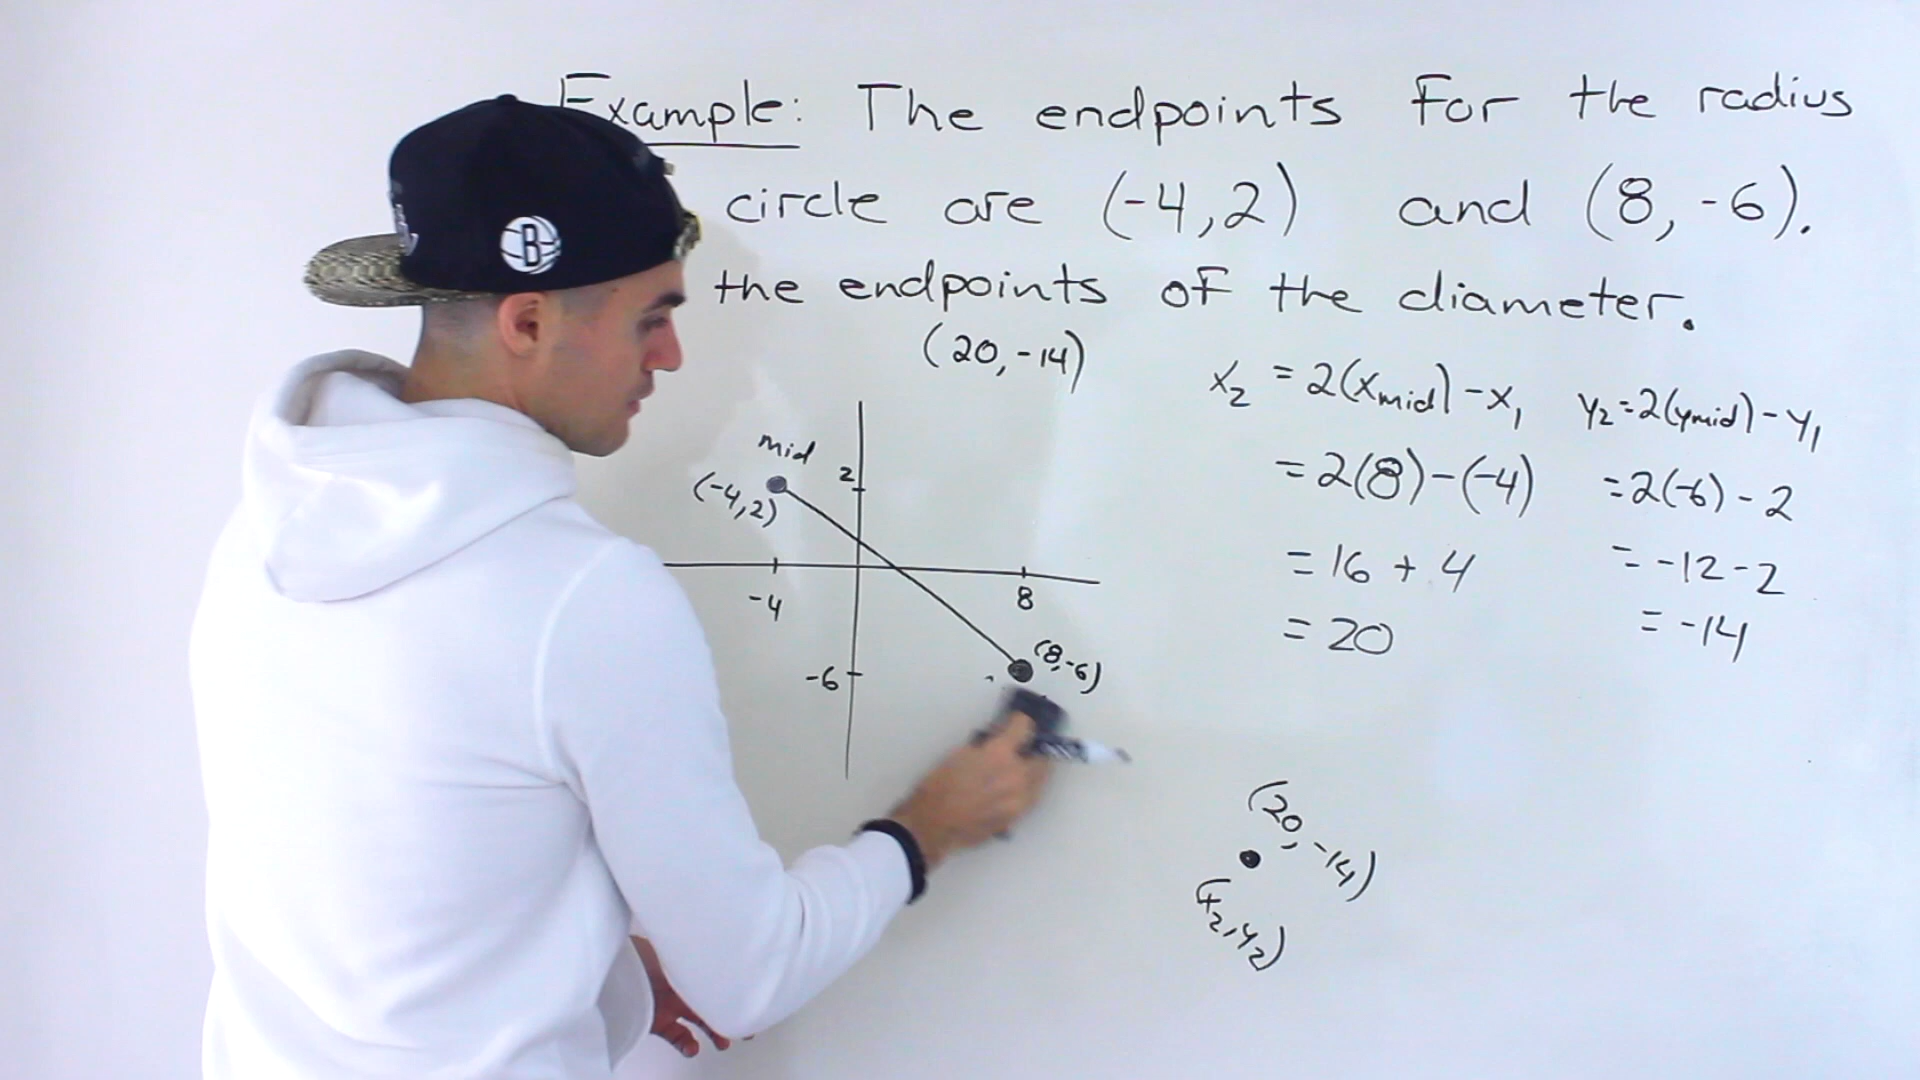 Example: The endpoints for the radius
circle are (-4,2) and (8,-6).
the endpoints of the diameter.
(20,-14)
x₂ = 2(xmid) - x₁
= 2(8) - (-4)
= 16 + 4
= 20
y₂ = 2(ymid) - y₁
= 2(-6) - 2
= -12 - 2
= -14
mid
(-4,2)
2
-4
8
-6
(8,-6)
(20,-14)
(x₂,y₂)
B